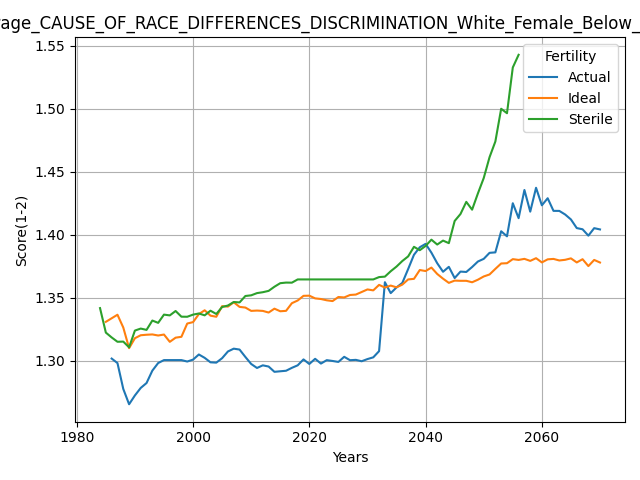 rage_CAUSE_OF_RACE_DIFFERENCES_DISCRIMINATION_White_Female_Below_
Fertility
Actual
Ideal
Sterile
Score(1-2)
1.55
1.50
1.45
1.40
1.35
1.30
1980 2000 2020 2040 2060
Years